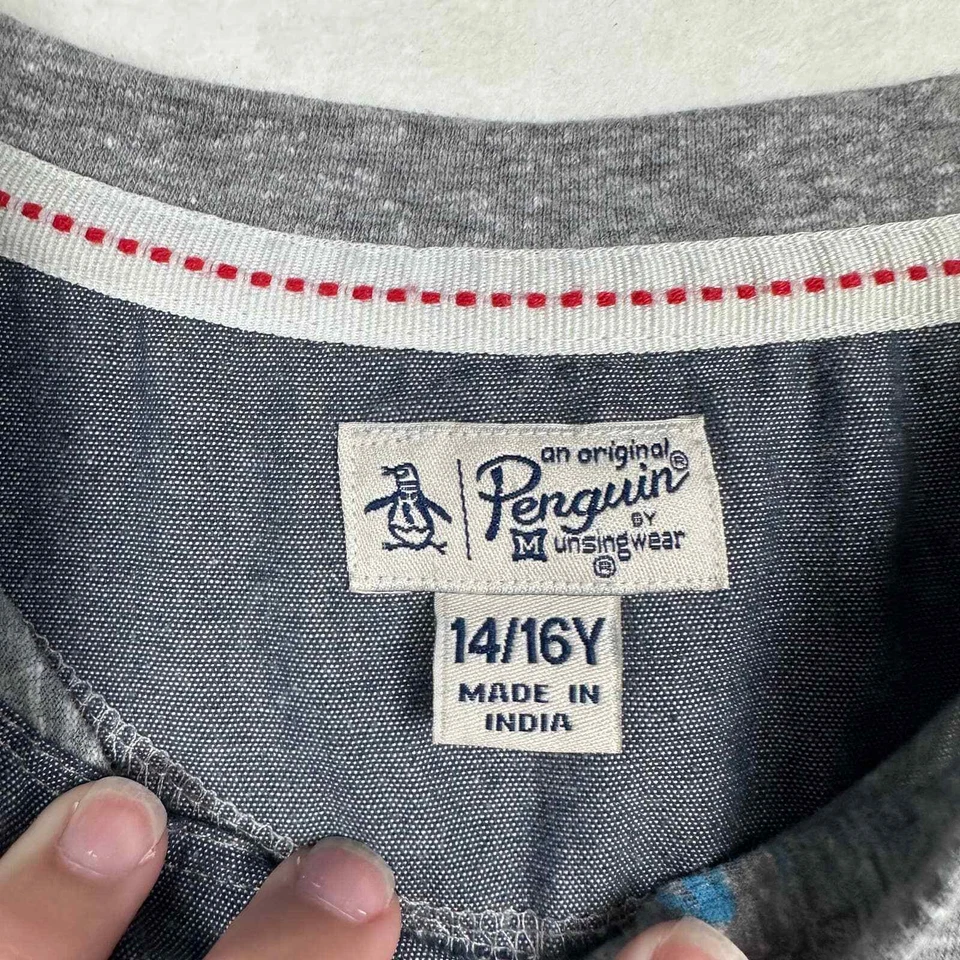 an original®
Penguin
BY
Munsingwear
®
14/16Y
MADE IN
INDIA